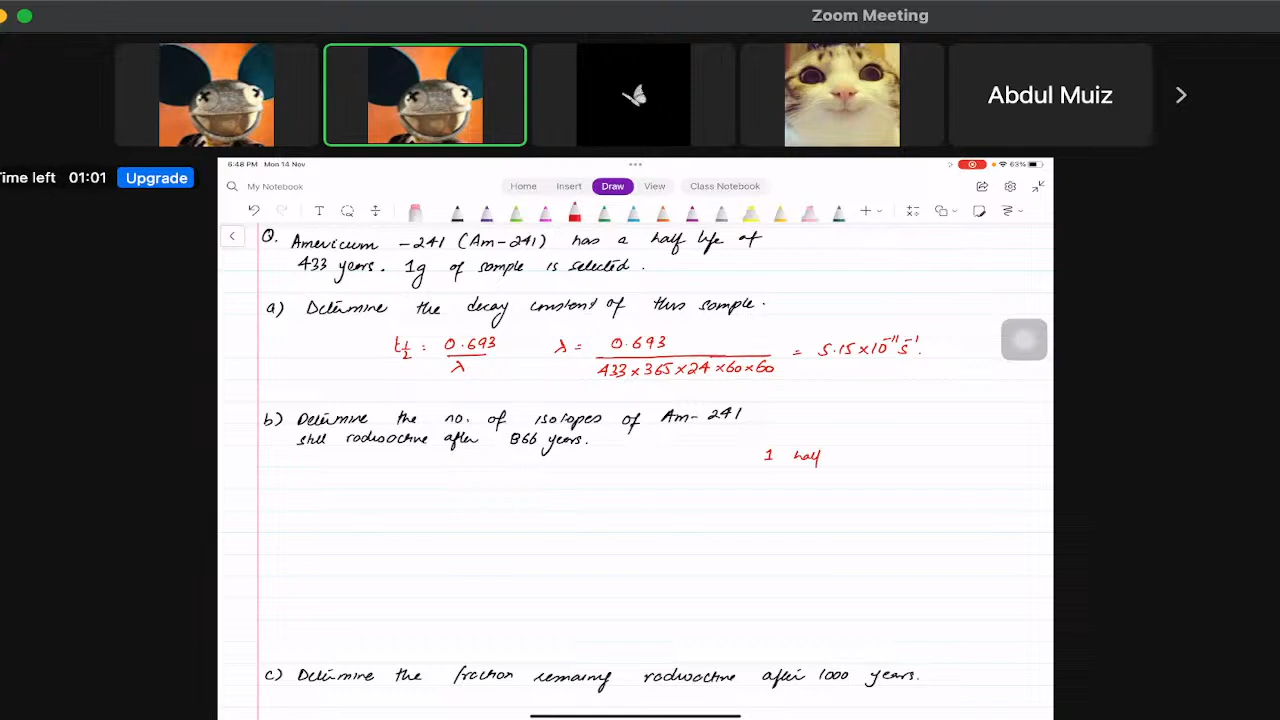 Zoom Meeting
Abdul Muiz
Time left 01:01 Upgrade
6:48 PM Mon 14 Nov
63%
My Notebook
Home Insert Draw View Class Notebook
Q. Americum -241 (Am-241) has a half life of
433 years. 1g of sample is selected.
a) Determine the decay constant of this sample.
t½ = 0.693/λ λ = 0.693/(433×365×24×60×60) = 5.15×10⁻¹¹ s⁻¹.
b) Determine the no. of isotopes of Am-241
still radioactive after 866 years.
1 half
c) Determine the fraction remaining radioactive after 1000 years.